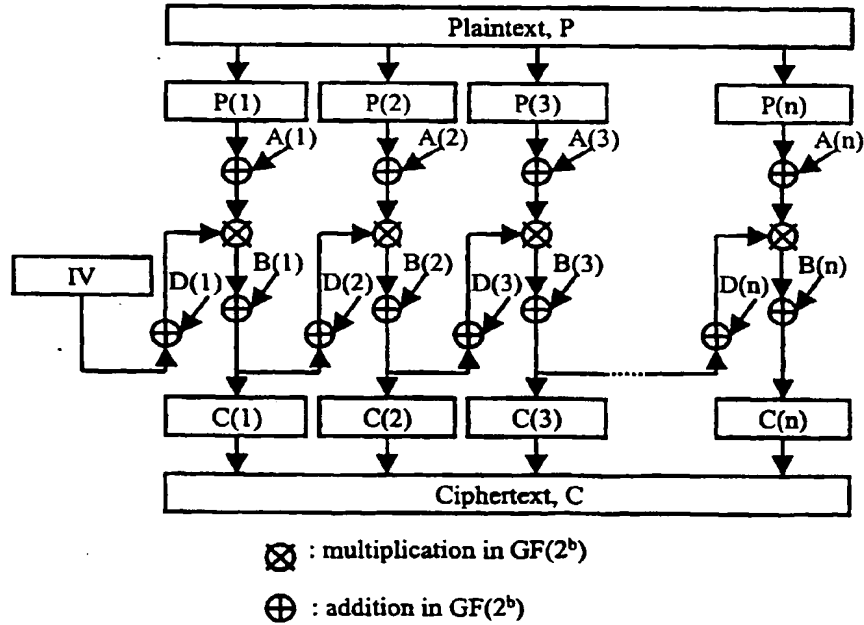 Plaintext, P
P(1) P(2) P(3) P(n)
A(1) A(2) A(3) A(n)
IV D(1) B(1) D(2) B(2) D(3) B(3) D(n) B(n)
C(1) C(2) C(3) ...... C(n)
Ciphertext, C
: multiplication in GF(2ᵇ)
: addition in GF(2ᵇ)